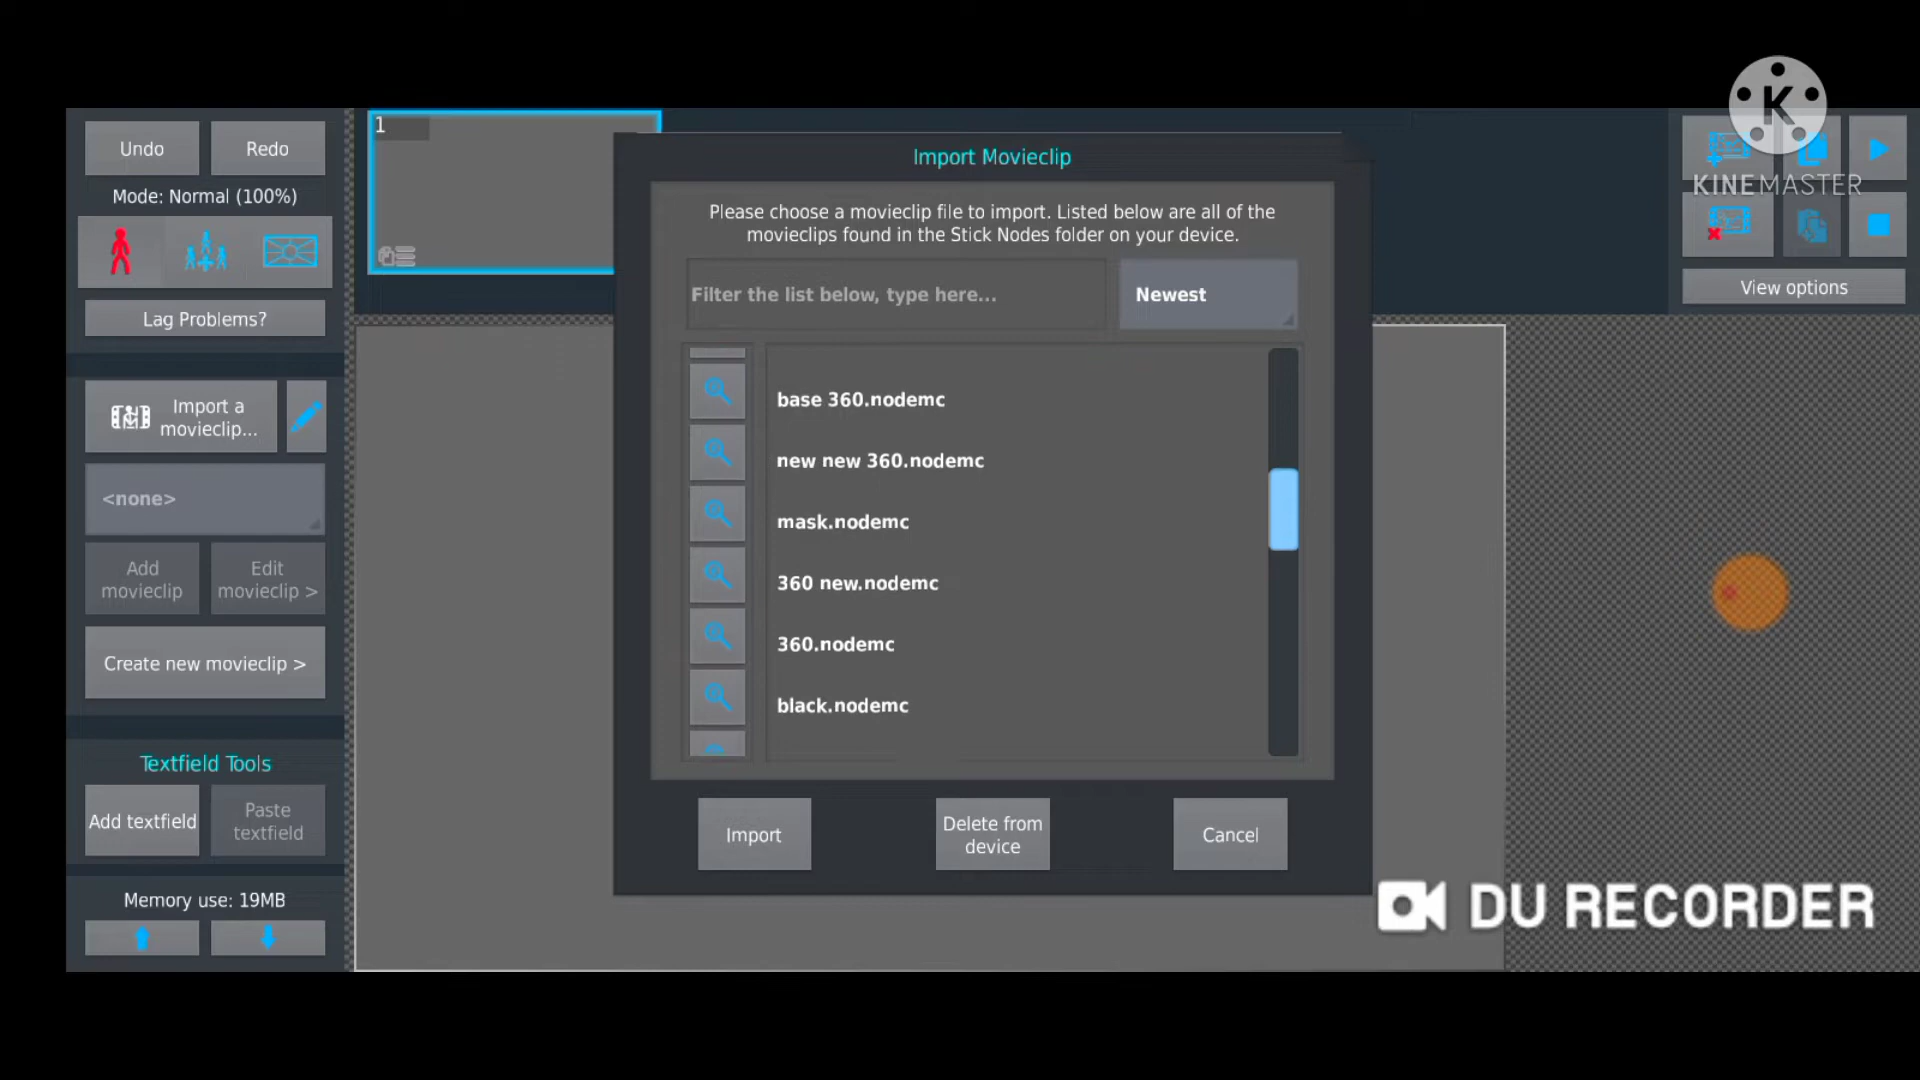 Undo
Redo
Mode: Normal (100%)
Lag Problems?
Import a
movieclip...
<none>
Add
movieclip
Edit
movieclip >
Create new movieclip >
Textfield Tools
Add textfield
Paste
textfield
Memory use: 19MB
1
Import Movieclip
Please choose a movieclip file to import. Listed below are all of the
movieclips found in the Stick Nodes folder on your device.
Filter the list below, type here...
Newest
base 360.nodemc
new new 360.nodemc
mask.nodemc
360 new.nodemc
360.nodemc
black.nodemc
Import
Delete from
device
Cancel
K
KINEMASTER
View options
DU RECORDER